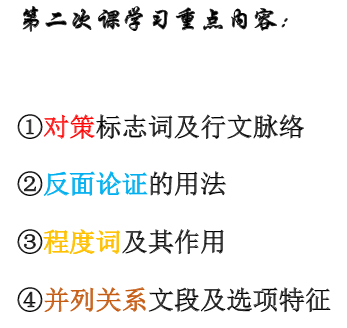 第二次课学习重点内容：
①对策标志词及行文脉络
②反面论证的用法
③程度词及其作用
④并列关系文段及选项特征